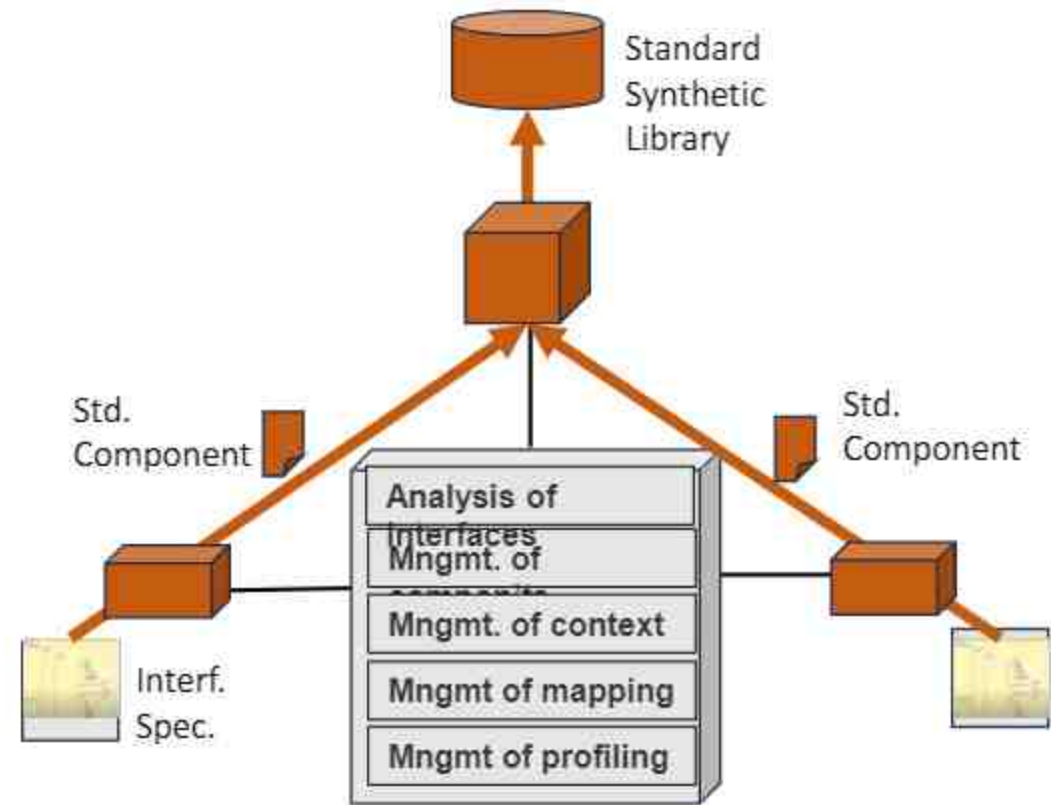 Standard
Synthetic
Library
Std.
Component
Std.
Component
Analysis of
Interfaces
Mngmt. of
Mngmt. of context
Mngmt of mapping
Mngmt of profiling
Interf.
Spec.